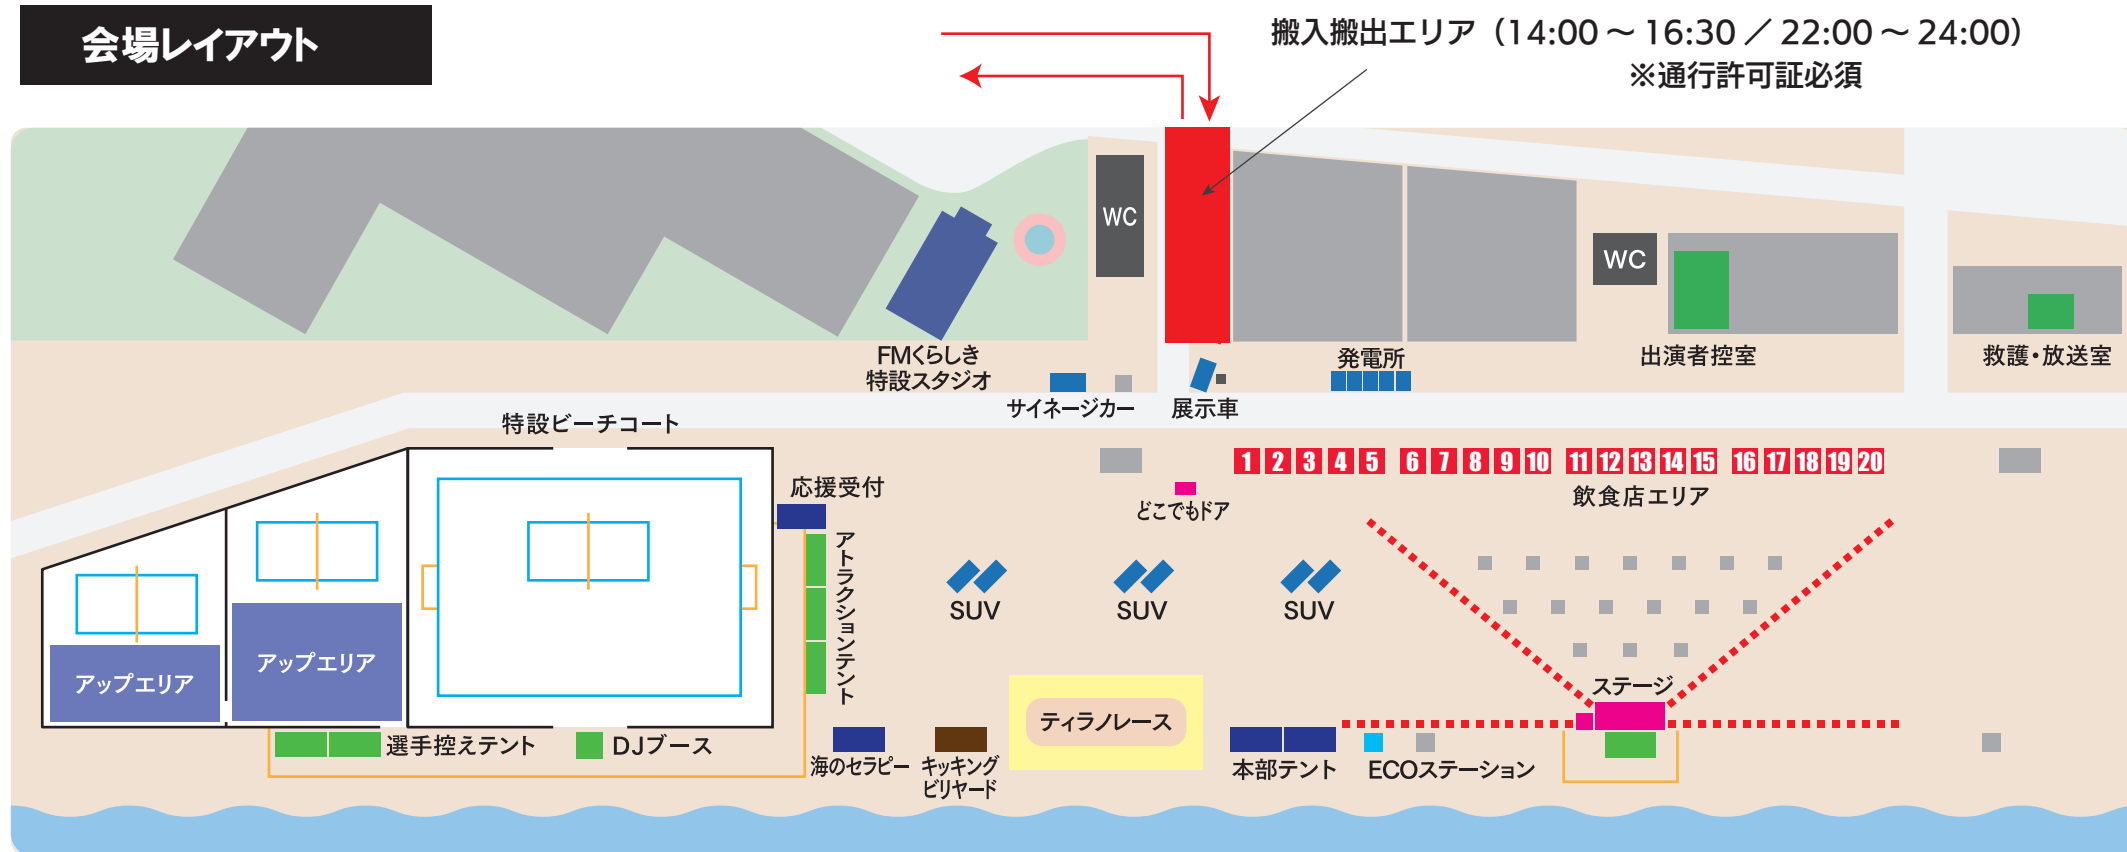 会場レイアウト
搬入搬出エリア（14:00 ～ 16:30 ／ 22:00 ～ 24:00）
※通行許可証必須
WC
WC
FMくらしき
特設スタジオ
サイネージカー
展示車
発電所
出演者控室
救護・放送室
特設ビーチコート
応援受付
アトラクションテント
どこでもドア
1 2 3 4 5 6 7 8 9 10 11 12 13 14 15 16 17 18 19 20
飲食店エリア
SUV
SUV
SUV
アップエリア
アップエリア
ステージ
ティラノレース
選手控えテント
DJブース
海のセラピー
キッキング
ビリヤード
本部テント
ECOステーション